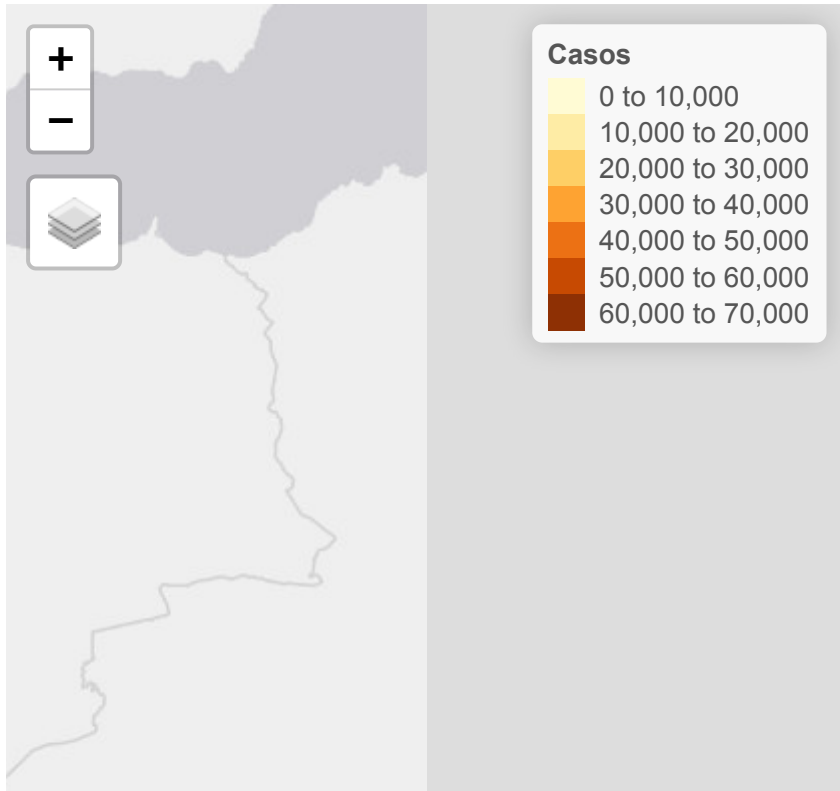 +
−
Casos
0 to 10,000
10,000 to 20,000
20,000 to 30,000
30,000 to 40,000
40,000 to 50,000
50,000 to 60,000
60,000 to 70,000